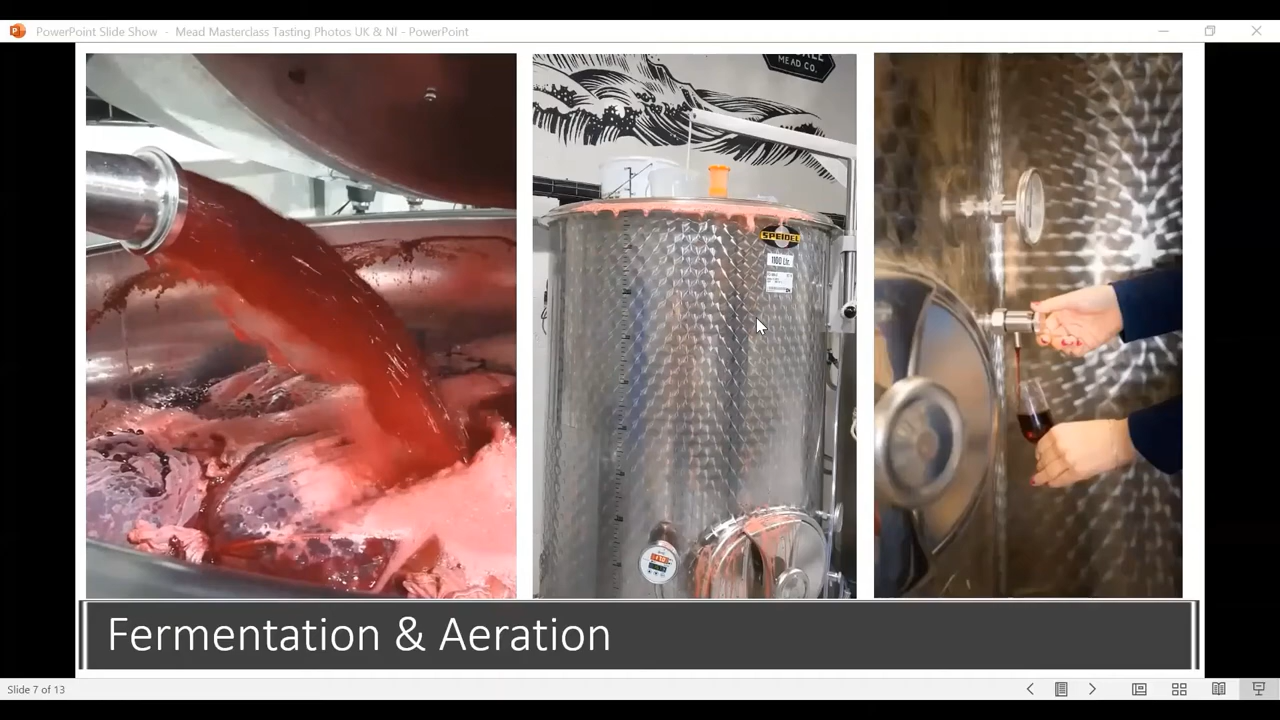 PowerPoint Slide Show - Mead Masterclass Tasting Photos UK & NI - PowerPoint
MEAD CO.
SPEIDEL
1100 Ltr.
Fermentation & Aeration
Slide 7 of 13